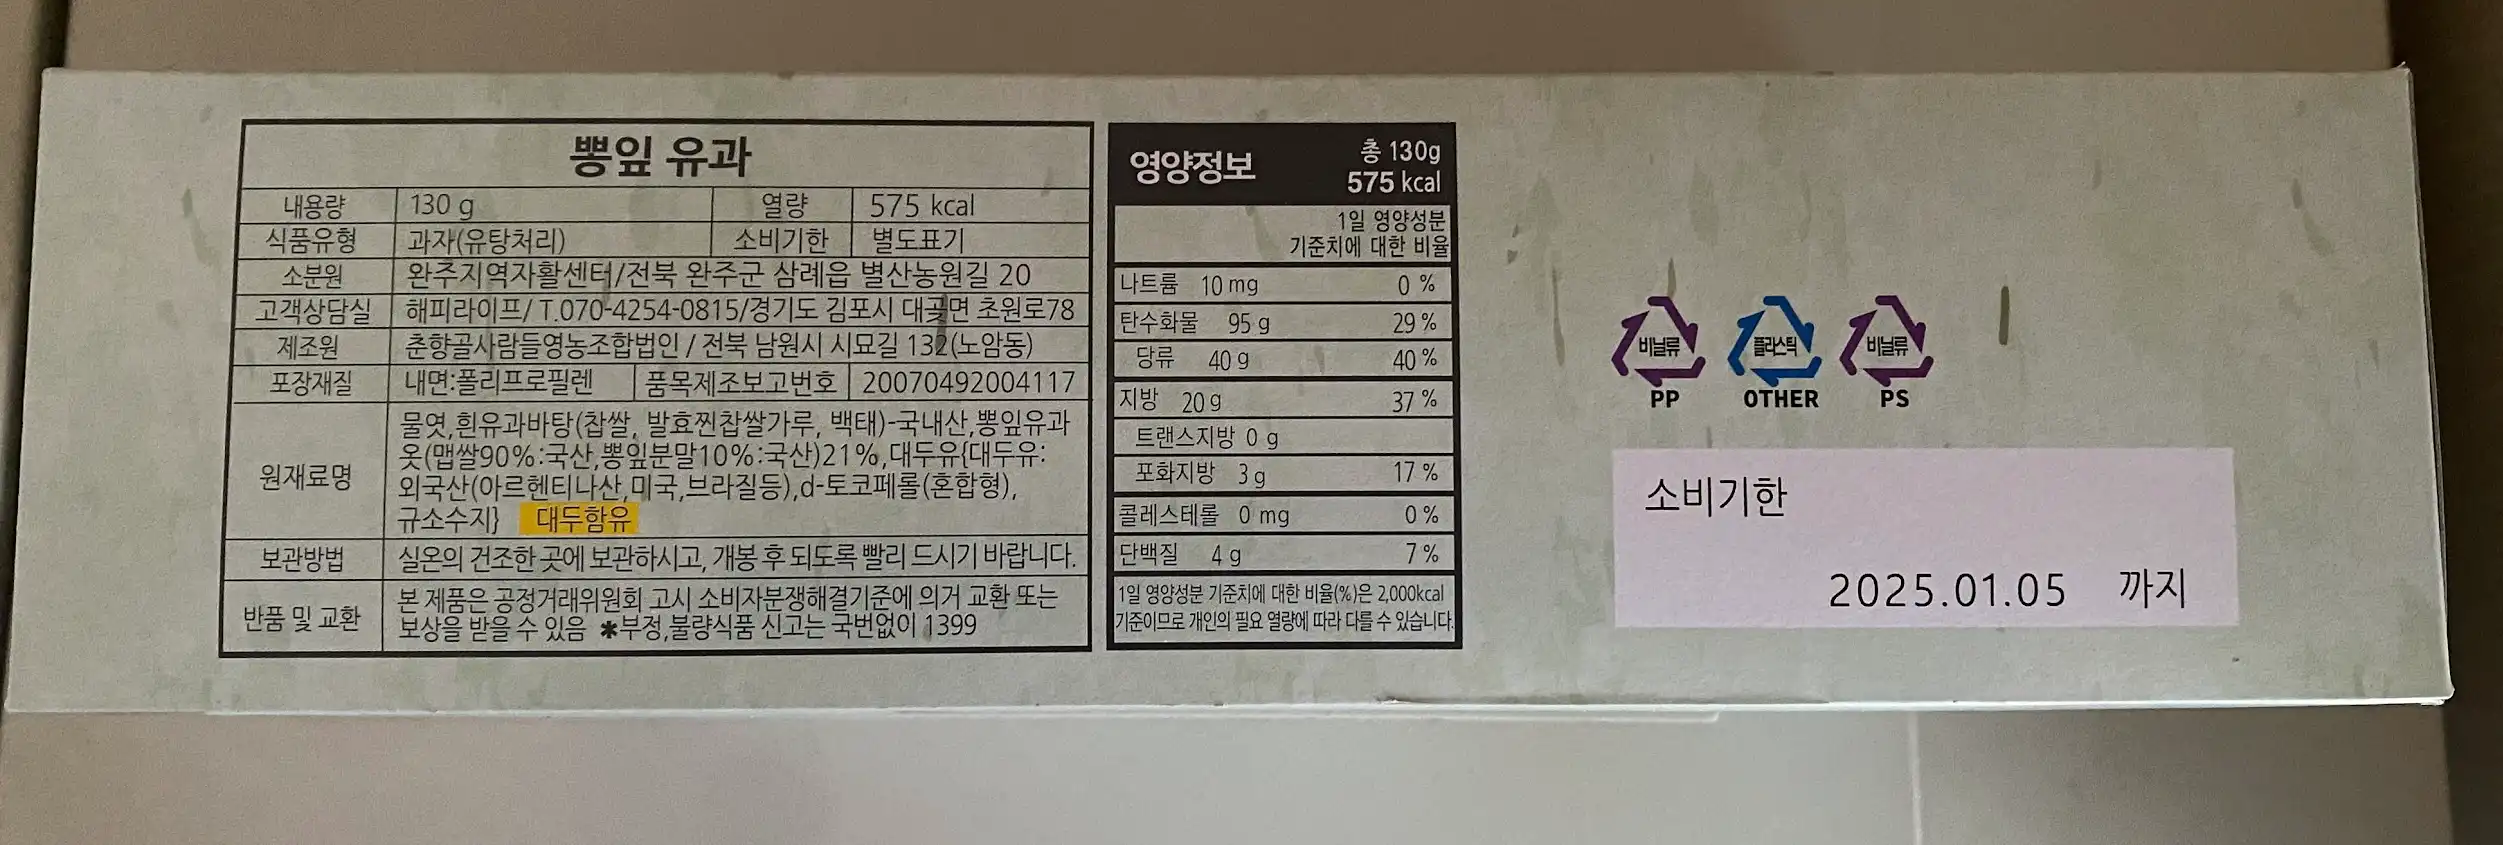 뽕잎 유과
내용량 130 g 열량 575 kcal
식품유형 과자(유탕처리) 소비기한 별도표기
소분원 완주지역자활센터/전북 완주군 삼례읍 별산농원길 20
고객상담실 해피라이프/ T.070-4254-0815/경기도 김포시 대곶면 초원로78
제조원 춘향골사람들영농조합법인 / 전북 남원시 시묘길 132(노암동)
포장재질 내면:폴리프로필렌 품목제조보고번호 20070492004117
원재료명
물엿,흰유과바탕(찹쌀, 발효찐찹쌀가루, 백태)-국내산,뽕잎유과
옷(맵쌀90%:국산,뽕잎분말10%:국산)21%,대두유{대두유:
외국산(아르헨티나산,미국,브라질등),d-토코페롤(혼합형),
규소수지} 대두함유
보관방법 실온의 건조한 곳에 보관하시고, 개봉 후 되도록 빨리 드시기 바랍니다.
반품 및 교환
본 제품은 공정거래위원회 고시 소비자분쟁해결기준에 의거 교환 또는
보상을 받을 수 있음 *부정,불량식품 신고는 국번없이 1399
영양정보
총 130g
575 kcal
1일 영양성분
기준치에 대한 비율
나트륨 10 mg 0 %
탄수화물 95 g 29 %
당류 40 g 40 %
지방 20 g 37 %
트랜스지방 0 g
포화지방 3 g 17 %
콜레스테롤 0 mg 0 %
단백질 4 g 7 %
1일 영양성분 기준치에 대한 비율(%)은 2,000kcal
기준이므로 개인의 필요 열량에 따라 다를 수 있습니다.
비닐류 플라스틱 비닐류
PP OTHER PS
소비기한
2025.01.05 까지